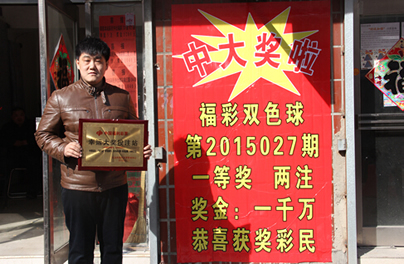 中大奖啦
福彩双色球
第2015027期
一等奖 两注
奖金：一千万
恭喜获奖彩民
福